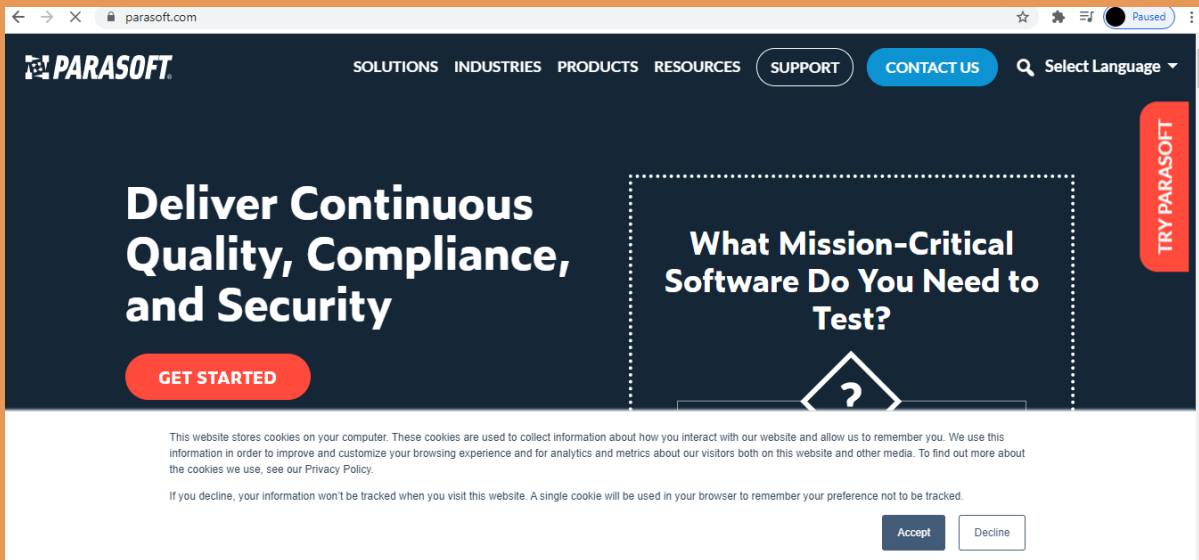 parasoft.com
Paused
PARASOFT
SOLUTIONS INDUSTRIES PRODUCTS RESOURCES SUPPORT CONTACT US Select Language
TRY PARASOFT
Deliver Continuous
Quality, Compliance,
and Security
GET STARTED
What Mission-Critical
Software Do You Need to
Test?
?
This website stores cookies on your computer. These cookies are used to collect information about how you interact with our website and allow us to remember you. We use this
information in order to improve and customize your browsing experience and for analytics and metrics about our visitors both on this website and other media. To find out more about
the cookies we use, see our Privacy Policy.
If you decline, your information won't be tracked when you visit this website. A single cookie will be used in your browser to remember your preference not to be tracked.
Accept Decline